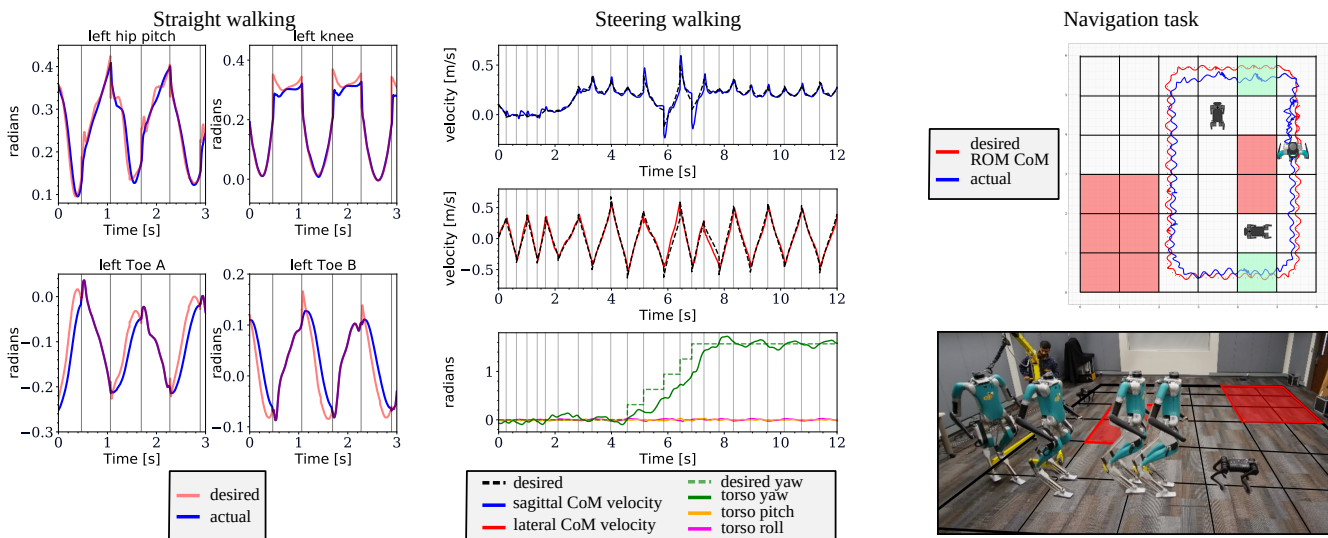 Straight walking
left hip pitch
left knee
radians
0.4
0.3
0.2
0.1
0 1 2 3
Time [s]
0.4
0.3
0.2
0.1
0.0
0 1 2 3
Time [s]
left Toe A
left Toe B
radians
0.0
−0.1
−0.2
−0.3
0 1 2 3
Time [s]
radians
0.2
0.1
0.0
−0.1
0 1 2 3
Time [s]
desired
actual
Steering walking
velocity [m/s]
0.5
0.0
0 2 4 6 8 10 12
Time [s]
velocity [m/s]
0.5
0.0
−0.5
0 2 4 6 8 10 12
Time [s]
radians
1
0
0 2 4 6 8 10 12
Time [s]
desired
sagittal CoM velocity
lateral CoM velocity
desired yaw
torso yaw
torso pitch
torso roll
Navigation task
desired
ROM CoM
actual